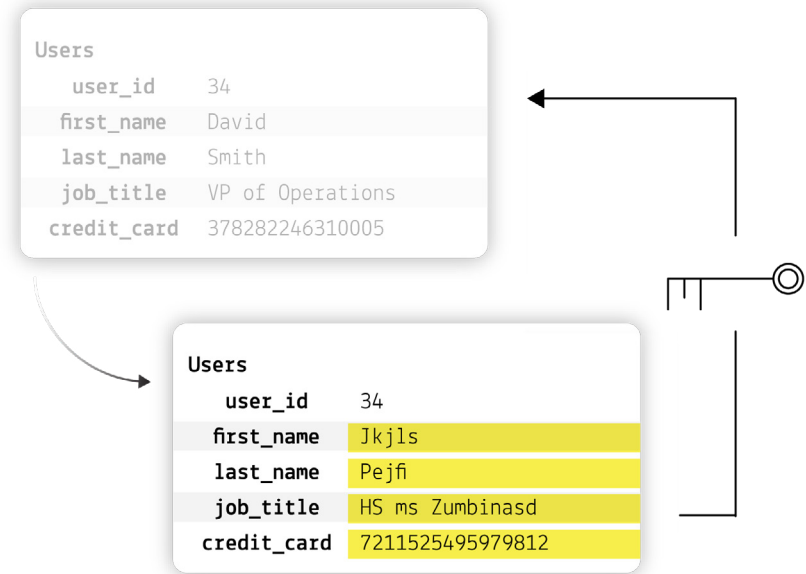 Users
user_id 34
first_name David
last_name Smith
job_title VP of Operations
credit_card 378282246310005
Users
user_id 34
first_name Jkjls
last_name Pejfi
job_title HS ms Zumbinasd
credit_card 7211525495979812